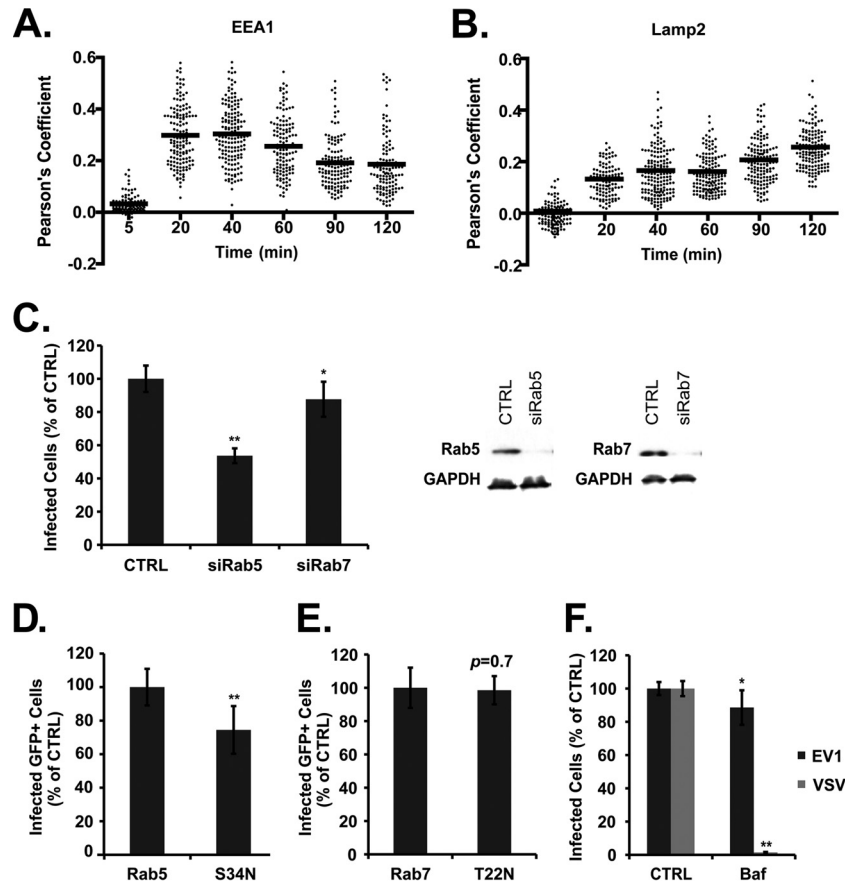 A.
EEA1
Pearson's Coefficient
0.6
0.4
0.2
0.0
-0.2
5 20 40 60 90 120
Time (min)
B.
Lamp2
Pearson's Coefficient
0.6
0.4
0.2
0.0
-0.2
20 40 60 90 120
Time (min)
C.
Infected Cells (% of CTRL)
120
100
80
60
40
20
0
**
*
CTRL siRab5 siRab7
CTRL
siRab5
Rab5
GAPDH
CTRL
siRab7
Rab7
GAPDH
D.
Infected GFP+ Cells
(% of CTRL)
120
100
80
60
40
20
0
**
Rab5 S34N
E.
Infected GFP+ Cells
(% of CTRL)
120
100
80
60
40
20
0
p=0.7
Rab7 T22N
F.
Infected Cells (% of CTRL)
120
100
80
60
40
20
0
*
**
CTRL Baf
EV1
VSV